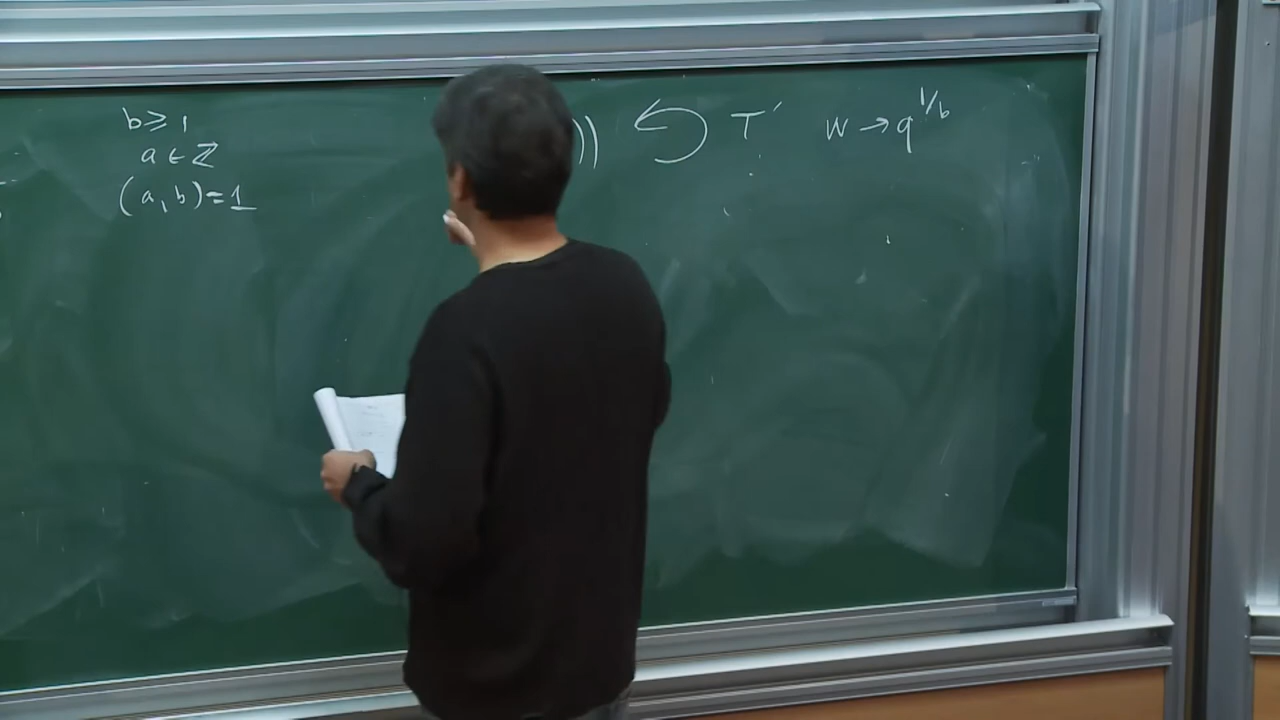 b ≥ 1
a ∈ ℤ
(a, b) = 1
)) T′ w → q^{1/b}